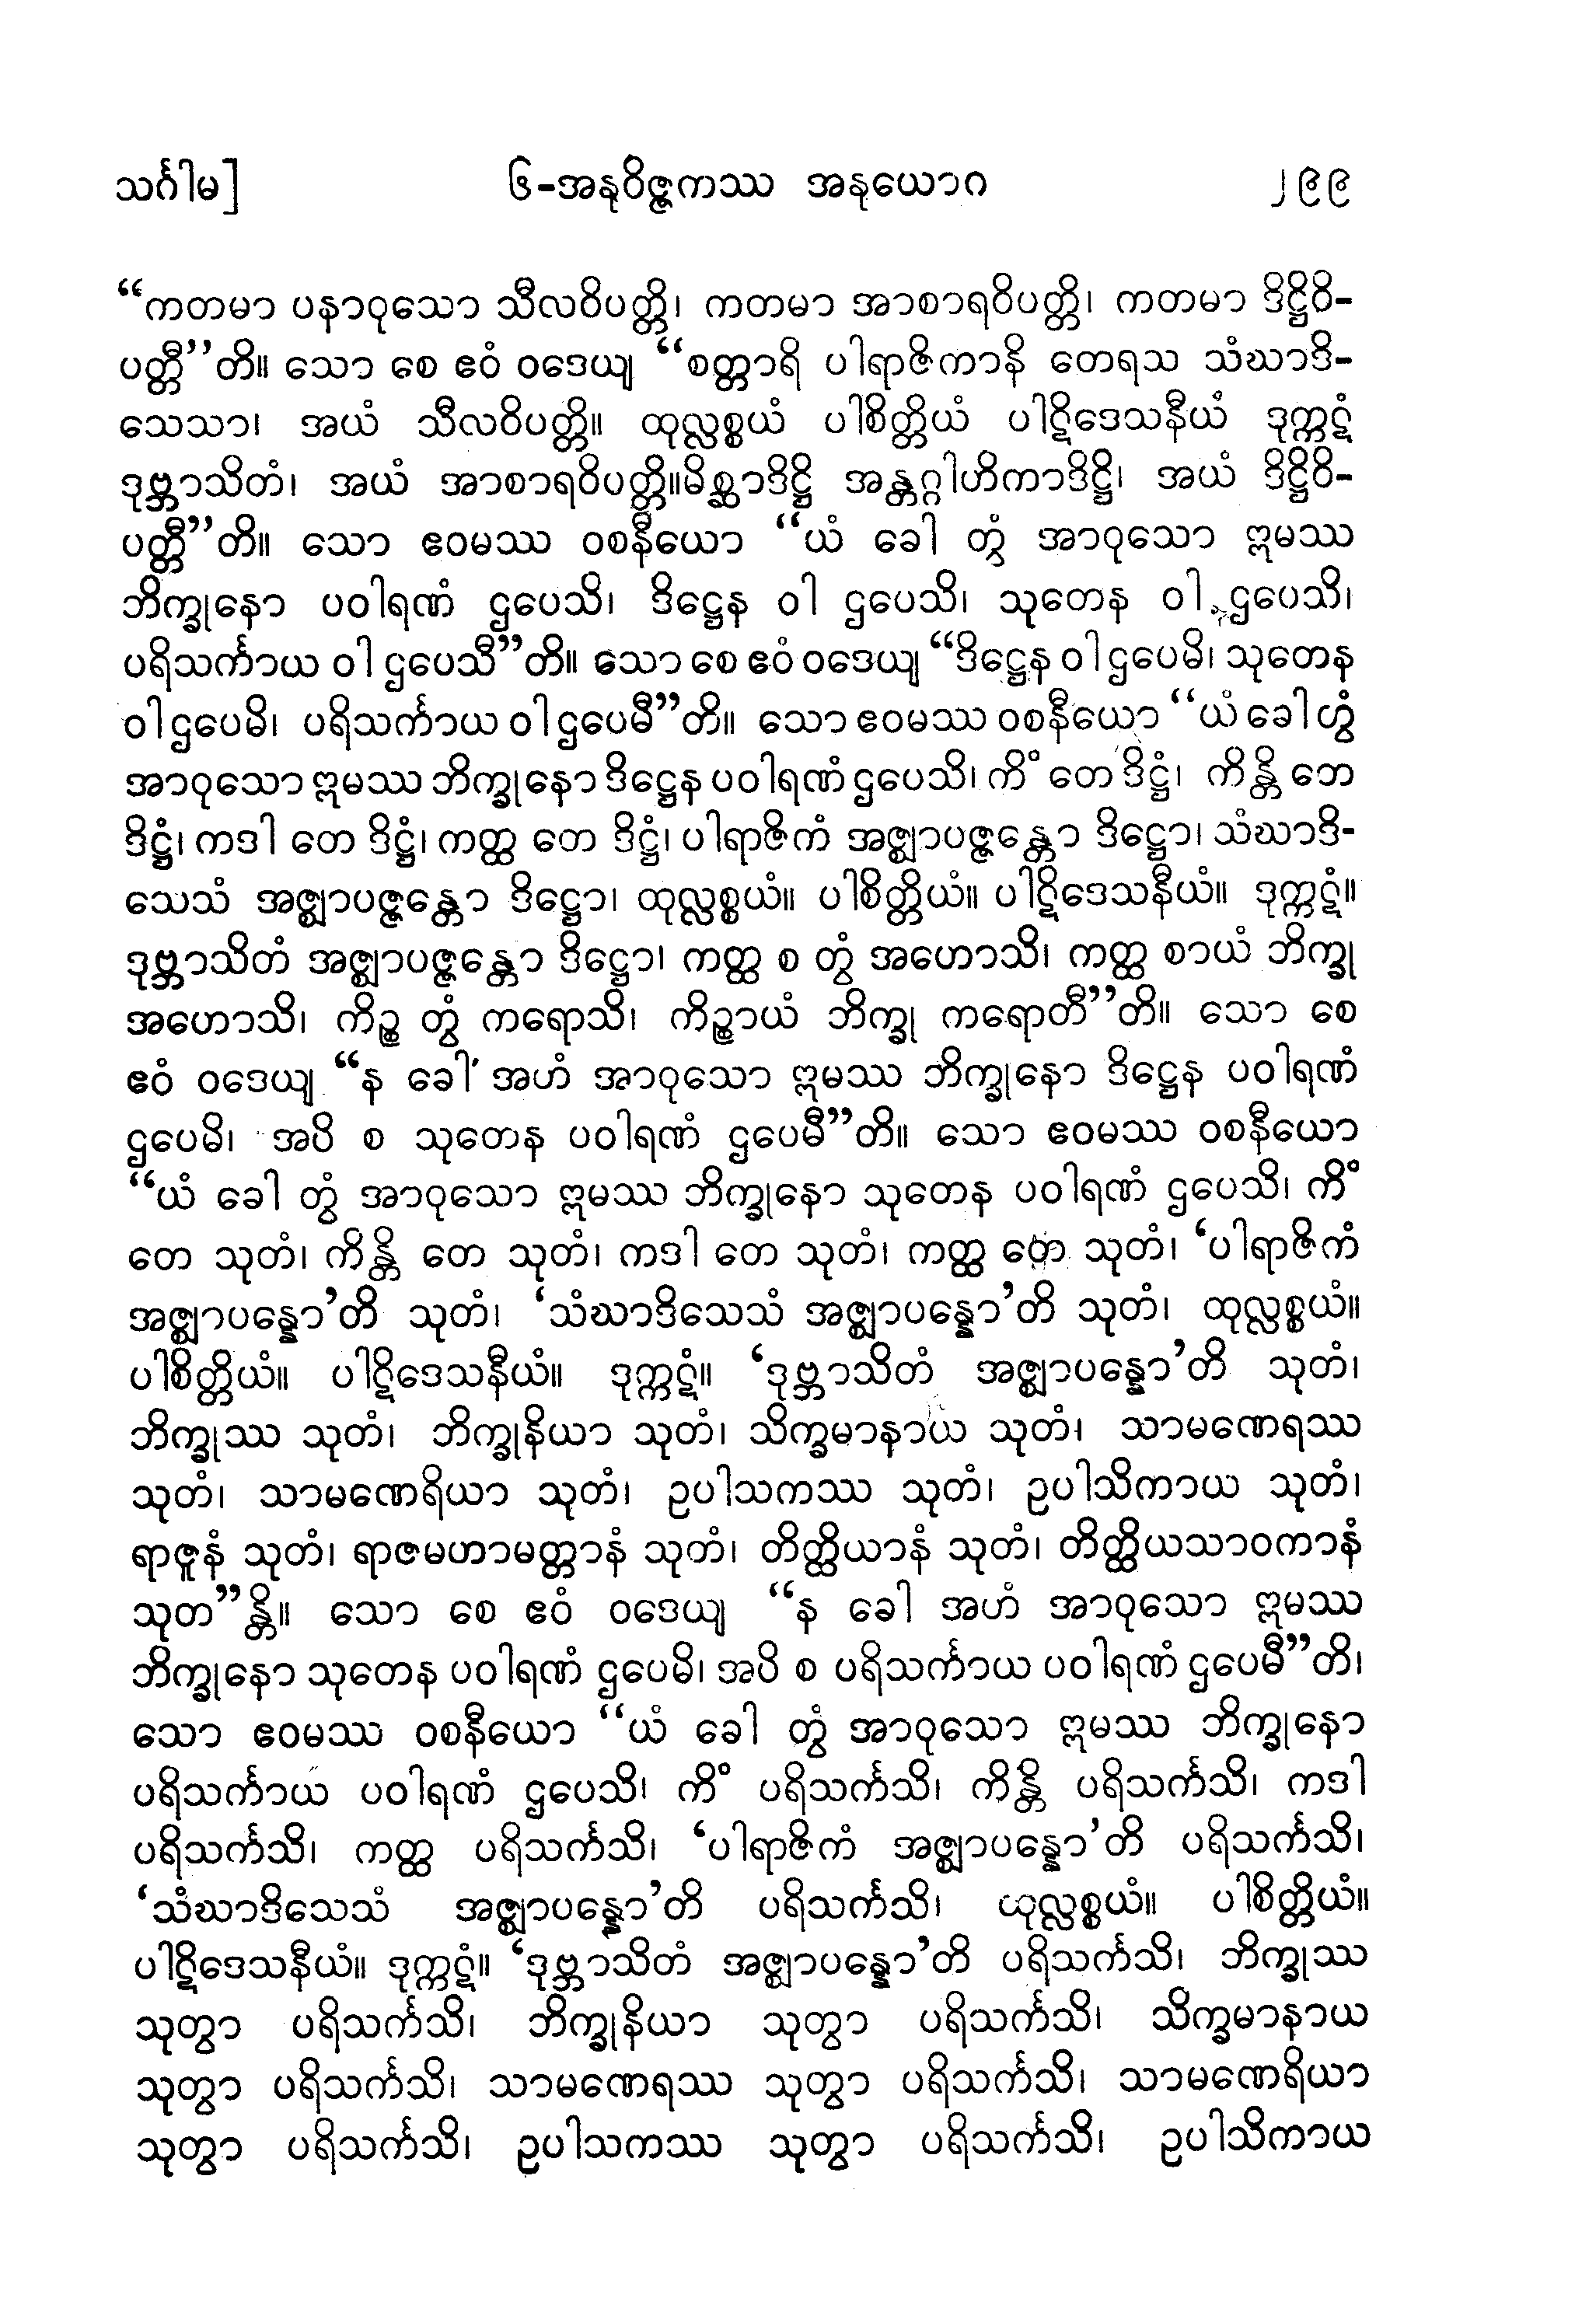 သင်္ဂါမ]
၆-အနုဝိဇ္ဇကဿ အနုယောဂ
၂၉၉
“ကတမာ ပနာဝုသော သီလဝိပတ္တိ၊ ကတမာ အာစာရဝိပတ္တိ၊ ကတမာ ဒိဋ္ဌိဝိ-
ပတ္တီ”တိ။ သော စေ ဧဝံ ဝဒေယျ “စတ္တာရိ ပါရာဇိကာနိ တေရသ သံဃာဒိ-
သေသာ၊ အယံ သီလဝိပတ္တိ။ ထုလ္လစ္စယံ ပါစိတ္တိယံ ပါဋိဒေသနီယံ ဒုက္ကဋံ
ဒုဗ္ဘာသိတံ၊ အယံ အာစာရဝိပတ္တိ။မိစ္ဆာဒိဋ္ဌိ အန္တဂ္ဂါဟိကာဒိဋ္ဌိ၊ အယံ ဒိဋ္ဌိဝိ-
ပတ္တီ”တိ။ သော ဧဝမဿ ဝစနီယော “ယံ ခေါ တွံ အာဝုသော ဣမဿ
ဘိက္ခုနော ပဝါရဏံ ဌပေသိ၊ ဒိဋ္ဌေန ဝါ ဌပေသိ၊ သုတေန ဝါ ဌပေသိ၊
ပရိသင်္ကာယ ဝါ ဌပေသီ”တိ။ သော စေ ဧဝံ ဝဒေယျ “ဒိဋ္ဌေန ဝါ ဌပေမိ၊ သုတေန
ဝါ ဌပေမိ၊ ပရိသင်္ကာယ ဝါ ဌပေမီ”တိ။ သော ဧဝမဿ ဝစနီယော “ယံ ခေါ တွံ
အာဝုသော ဣမဿ ဘိက္ခုနော ဒိဋ္ဌေန ပဝါရဏံ ဌပေသိ၊ ကိံ တေ ဒိဋ္ဌံ၊ ကိန္တိ တေ
ဒိဋ္ဌံ၊ ကဒါ တေ ဒိဋ္ဌံ၊ ကတ္ထ တေ ဒိဋ္ဌံ၊ ပါရာဇိကံ အဇ္ဈာပဇ္ဇန္တော ဒိဋ္ဌော၊ သံဃာဒိ-
သေသံ အဇ္ဈာပဇ္ဇန္တော ဒိဋ္ဌော၊ ထုလ္လစ္စယံ။ ပါစိတ္တိယံ။ ပါဋိဒေသနီယံ။ ဒုက္ကဋံ။
ဒုဗ္ဘာသိတံ အဇ္ဈာပဇ္ဇန္တော ဒိဋ္ဌော၊ ကတ္ထ စ တွံ အဟောသိ၊ ကတ္ထ စာယံ ဘိက္ခု
အဟောသိ၊ ကိဉ္စ တွံ ကရောသိ၊ ကိဉ္စာယံ ဘိက္ခု ကရောတီ”တိ။ သော စေ
ဧဝံ ဝဒေယျ “န ခေါ အဟံ အာဝုသော ဣမဿ ဘိက္ခုနော ဒိဋ္ဌေန ပဝါရဏံ
ဌပေမိ၊ အပိ စ သုတေန ပဝါရဏံ ဌပေမီ”တိ။ သော ဧဝမဿ ဝစနီယော
“ယံ ခေါ တွံ အာဝုသော ဣမဿ ဘိက္ခုနော သုတေန ပဝါရဏံ ဌပေသိ၊ ကိံ
တေ သုတံ၊ ကိန္တိ တေ သုတံ၊ ကဒါ တေ သုတံ၊ ကတ္ထ တေ သုတံ၊ ‘ပါရာဇိကံ
အဇ္ဈာပန္နော’တိ သုတံ၊ ‘သံဃာဒိသေသံ အဇ္ဈာပန္နော’တိ သုတံ၊ ထုလ္လစ္စယံ။
ပါစိတ္တိယံ။ ပါဋိဒေသနီယံ။ ဒုက္ကဋံ။ ‘ဒုဗ္ဘာသိတံ အဇ္ဈာပန္နော’တိ သုတံ၊
ဘိက္ခုဿ သုတံ၊ ဘိက္ခုနိယာ သုတံ၊ သိက္ခမာနာယ သုတံ၊ သာမဏေရဿ
သုတံ၊ သာမဏေရိယာ သုတံ၊ ဥပါသကဿ သုတံ၊ ဥပါသိကာယ သုတံ၊
ရာဇူနံ သုတံ၊ ရာဇမဟာမတ္တာနံ သုတံ၊ တိတ္ထိယာနံ သုတံ၊ တိတ္ထိယသာဝကာနံ
သုတ”န္တိ။ သော စေ ဧဝံ ဝဒေယျ “န ခေါ အဟံ အာဝုသော ဣမဿ
ဘိက္ခုနော သုတေန ပဝါရဏံ ဌပေမိ၊ အပိ စ ပရိသင်္ကာယ ပဝါရဏံ ဌပေမီ”တိ၊
သော ဧဝမဿ ဝစနီယော “ယံ ခေါ တွံ အာဝုသော ဣမဿ ဘိက္ခုနော
ပရိသင်္ကာယ ပဝါရဏံ ဌပေသိ၊ ကိံ ပရိသင်္ကသိ၊ ကိန္တိ ပရိသင်္ကသိ၊ ကဒါ
ပရိသင်္ကသိ၊ ကတ္ထ ပရိသင်္ကသိ၊ ‘ပါရာဇိကံ အဇ္ဈာပန္နော’တိ ပရိသင်္ကသိ၊
‘သံဃာဒိသေသံ အဇ္ဈာပန္နော’တိ ပရိသင်္ကသိ၊ ထုလ္လစ္စယံ။ ပါစိတ္တိယံ။
ပါဋိဒေသနီယံ။ ဒုက္ကဋံ။ ‘ဒုဗ္ဘာသိတံ အဇ္ဈာပန္နော’တိ ပရိသင်္ကသိ၊ ဘိက္ခုဿ
သုတွာ ပရိသင်္ကသိ၊ ဘိက္ခုနိယာ သုတွာ ပရိသင်္ကသိ၊ သိက္ခမာနာယ
သုတွာ ပရိသင်္ကသိ၊ သာမဏေရဿ သုတွာ ပရိသင်္ကသိ၊ သာမဏေရိယာ
သုတွာ ပရိသင်္ကသိ၊ ဥပါသကဿ သုတွာ ပရိသင်္ကသိ၊ ဥပါသိကာယ